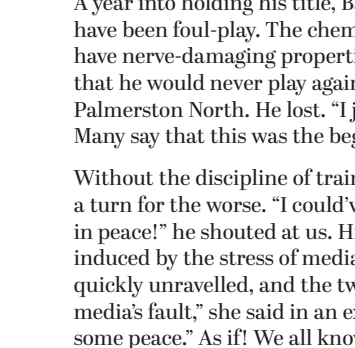 A year into holding his title, B
have been foul-play. The chem
have nerve-damaging properti
that he would never play agai
Palmerston North. He lost. “I j
Many say that this was the beg
Without the discipline of trai
a turn for the worse. “I could’v
in peace!” he shouted at us. H
induced by the stress of media
quickly unravelled, and the tw
media’s fault,” she said in an e
some peace.” As if! We all kno